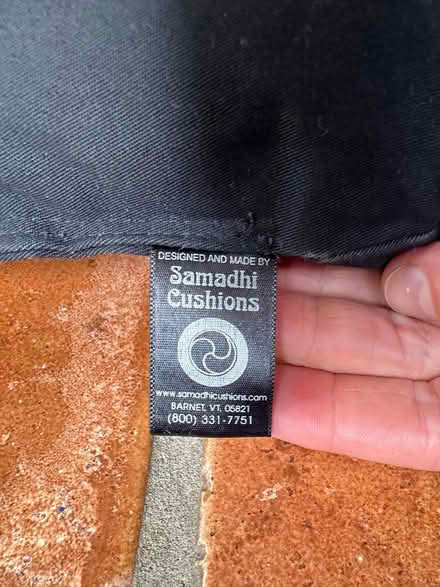 DESIGNED AND MADE BY
Samadhi
Cushions
www.samadhicushions.com
BARNET, VT. 05821
(800) 331-7751